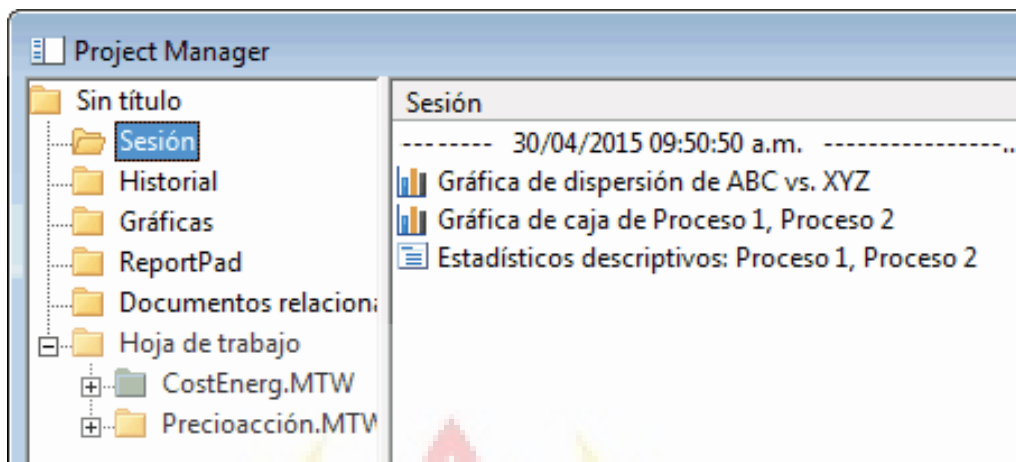 Project Manager
Sin título
Sesión
Historial
Gráficas
ReportPad
Documentos relacion
Hoja de trabajo
CostEnerg.MTW
Precioacción.MTW
Sesión
-------- 30/04/2015 09:50:50 a.m. ----------------...
Gráfica de dispersión de ABC vs. XYZ
Gráfica de caja de Proceso 1, Proceso 2
Estadísticos descriptivos: Proceso 1, Proceso 2